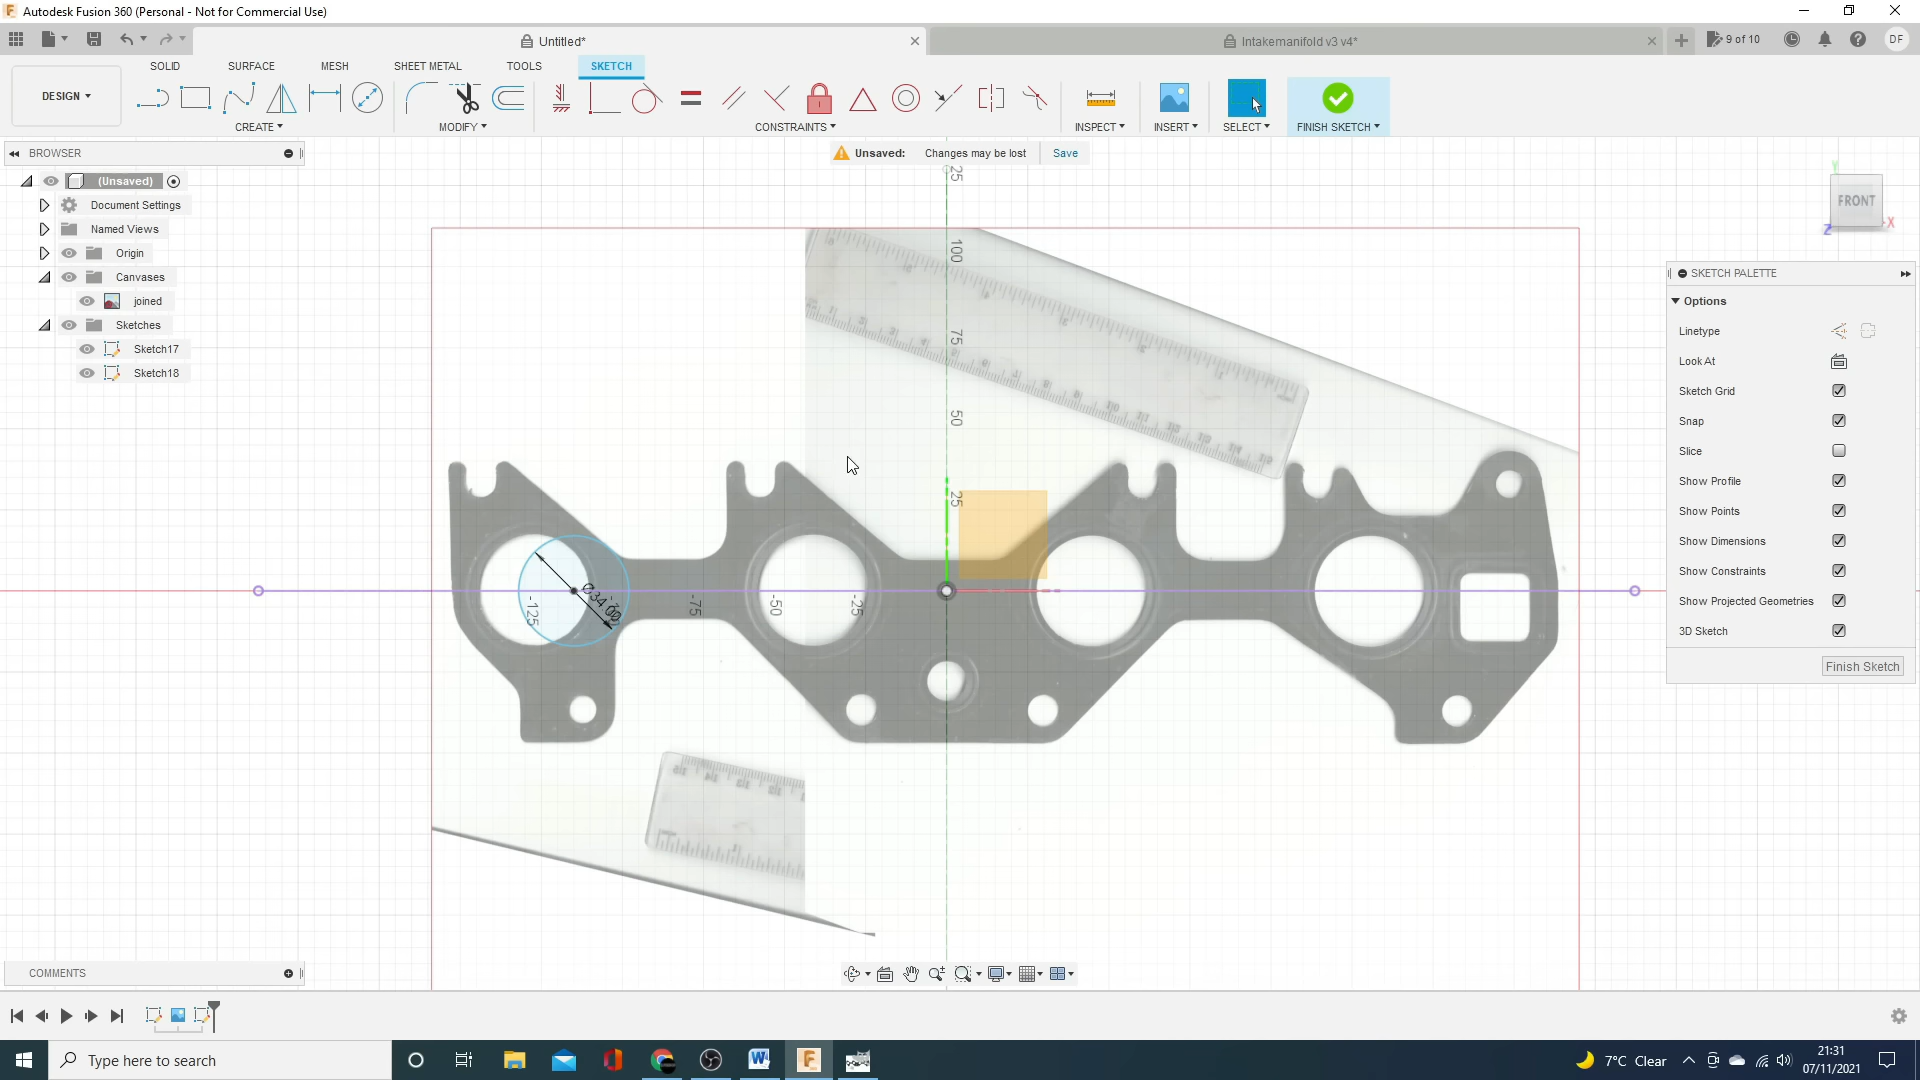 Autodesk Fusion 360 (Personal - Not for Commercial Use)
Untitled*
Intakemanifold v3 v4*
9 of 10
DF
DESIGN
SOLID SURFACE MESH SHEET METAL TOOLS SKETCH
CREATE MODIFY CONSTRAINTS INSPECT INSERT SELECT FINISH SKETCH
BROWSER
Unsaved: Changes may be lost Save
(Unsaved)
Document Settings
Named Views
Origin
Canvases
joined
Sketches
Sketch17
Sketch18
FRONT
Y
X
Z
SKETCH PALETTE
Options
Linetype
Look At
Sketch Grid
Snap
Slice
Show Profile
Show Points
Show Dimensions
Show Constraints
Show Projected Geometries
3D Sketch
Finish Sketch
125
100
75
50
25
-125
-75
-50
-25
Ø34.00
COMMENTS
Type here to search
7°C Clear
21:31
07/11/2021